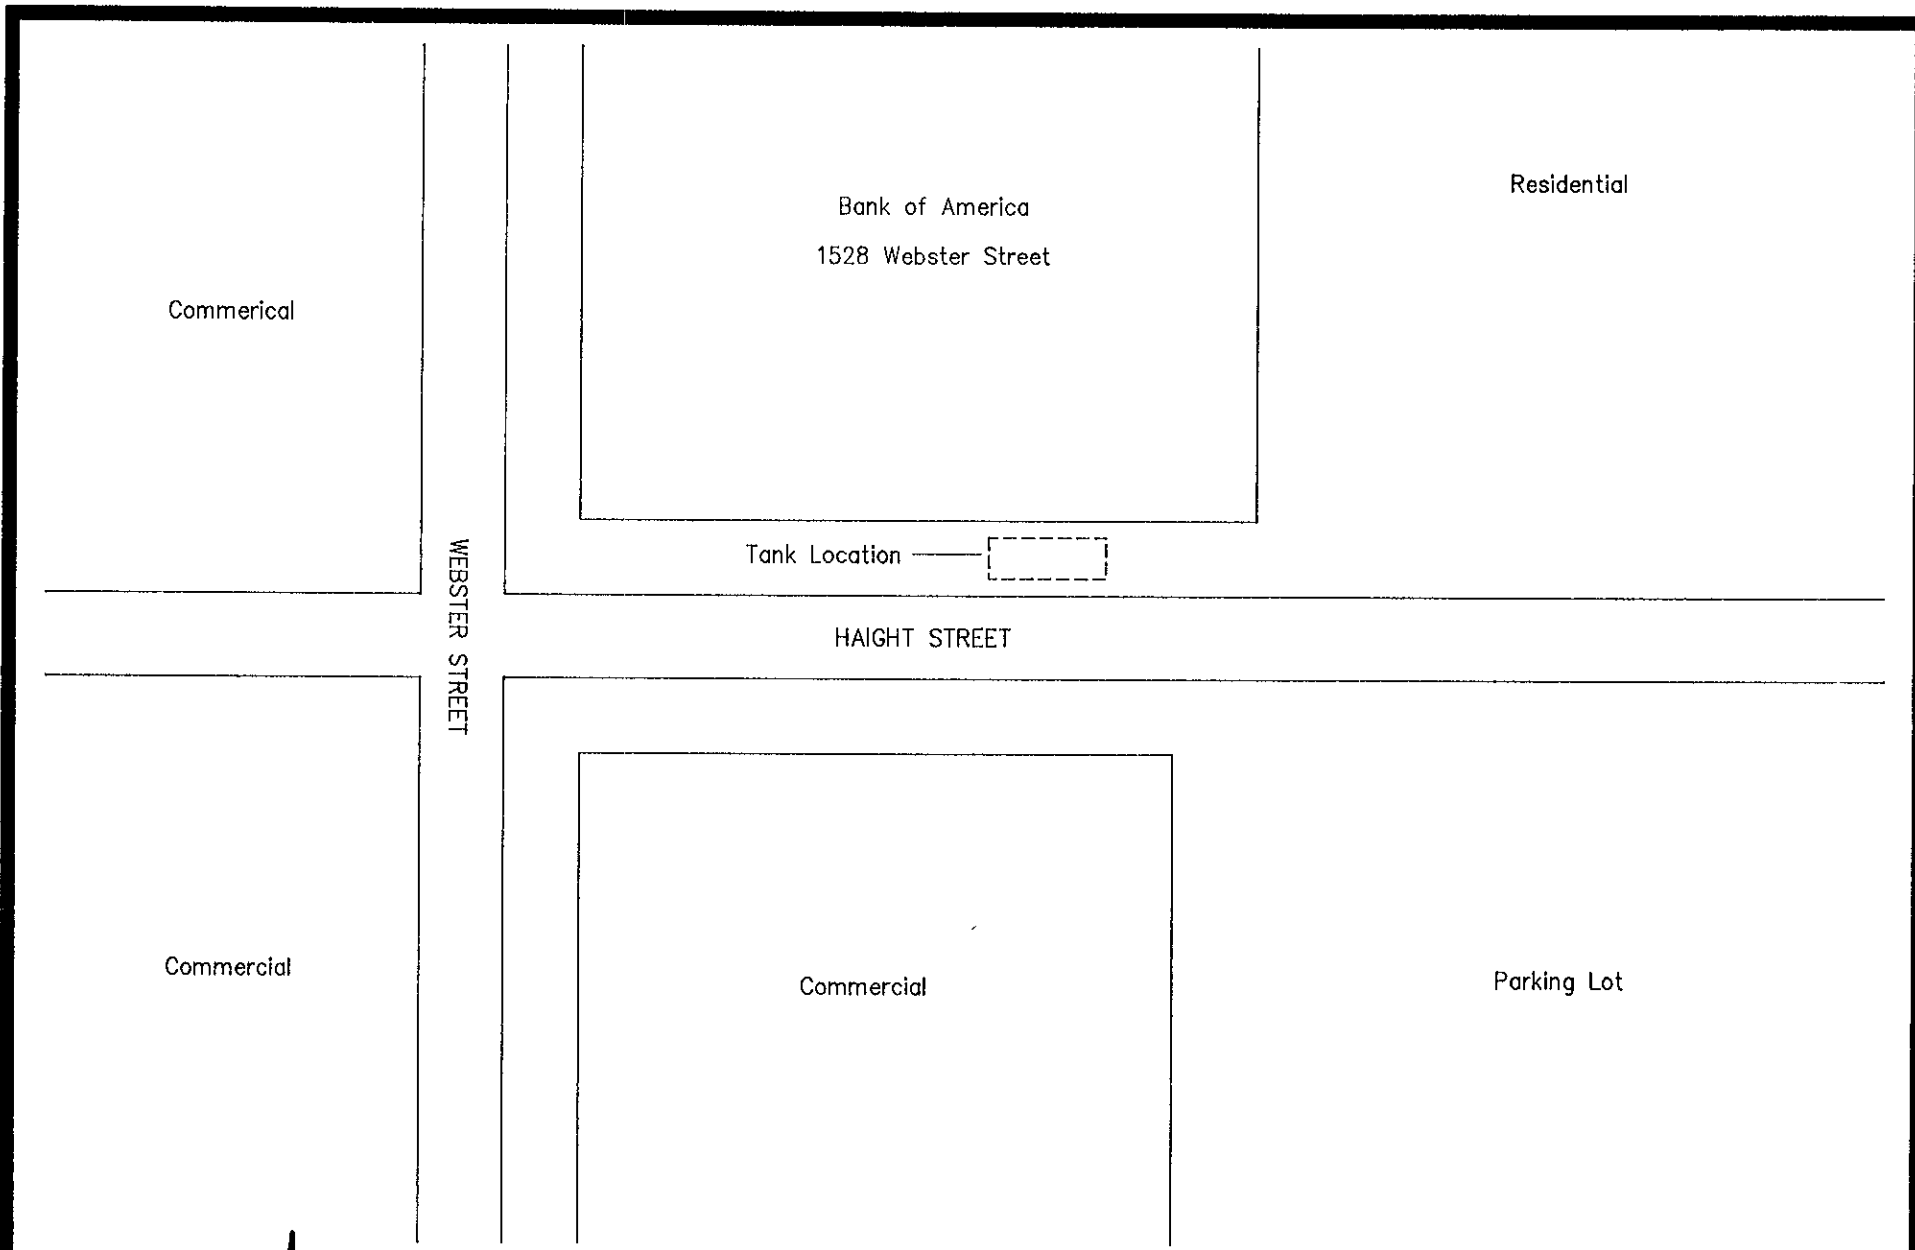 Residential
Bank of America
1528 Webster Street
Commerical
Tank Location
WEBSTER STREET
HAIGHT STREET
Commercial
Commercial
Parking Lot